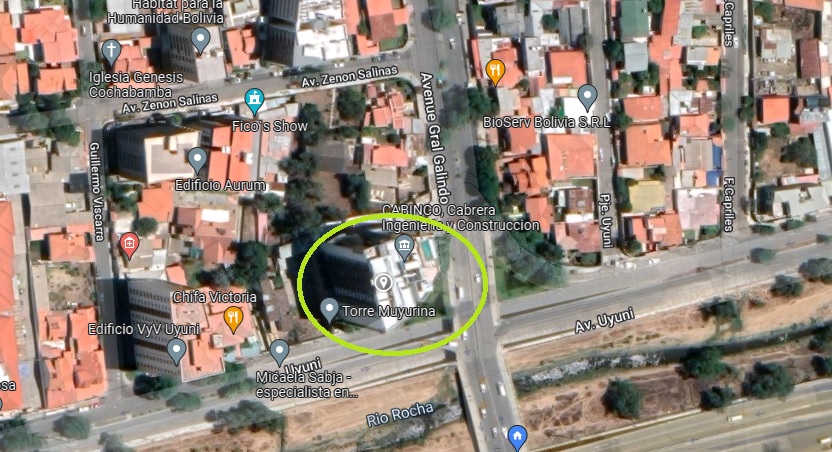 Habitat para la
Humanidad Bolivia
Iglesia Genesis
Cochabamba
Av. Zenon Salinas
Av. Zenon Salinas
Fico's Show
Avenue Gral Galindo
BioServ Bolivia S.R.L
F. Capriles
Guillermo Viscarra
Edificio Aurum
Pje. Uyuni
F. Capriles
CABINCO, Cabrera
Ingenieria y Construccion
Chifa Victoria
Torre Muyurina
Edificio VyV Uyuni
Av. Uyuni
Uyuni
Micaela Sabja -
especialista en...
Rio Rocha